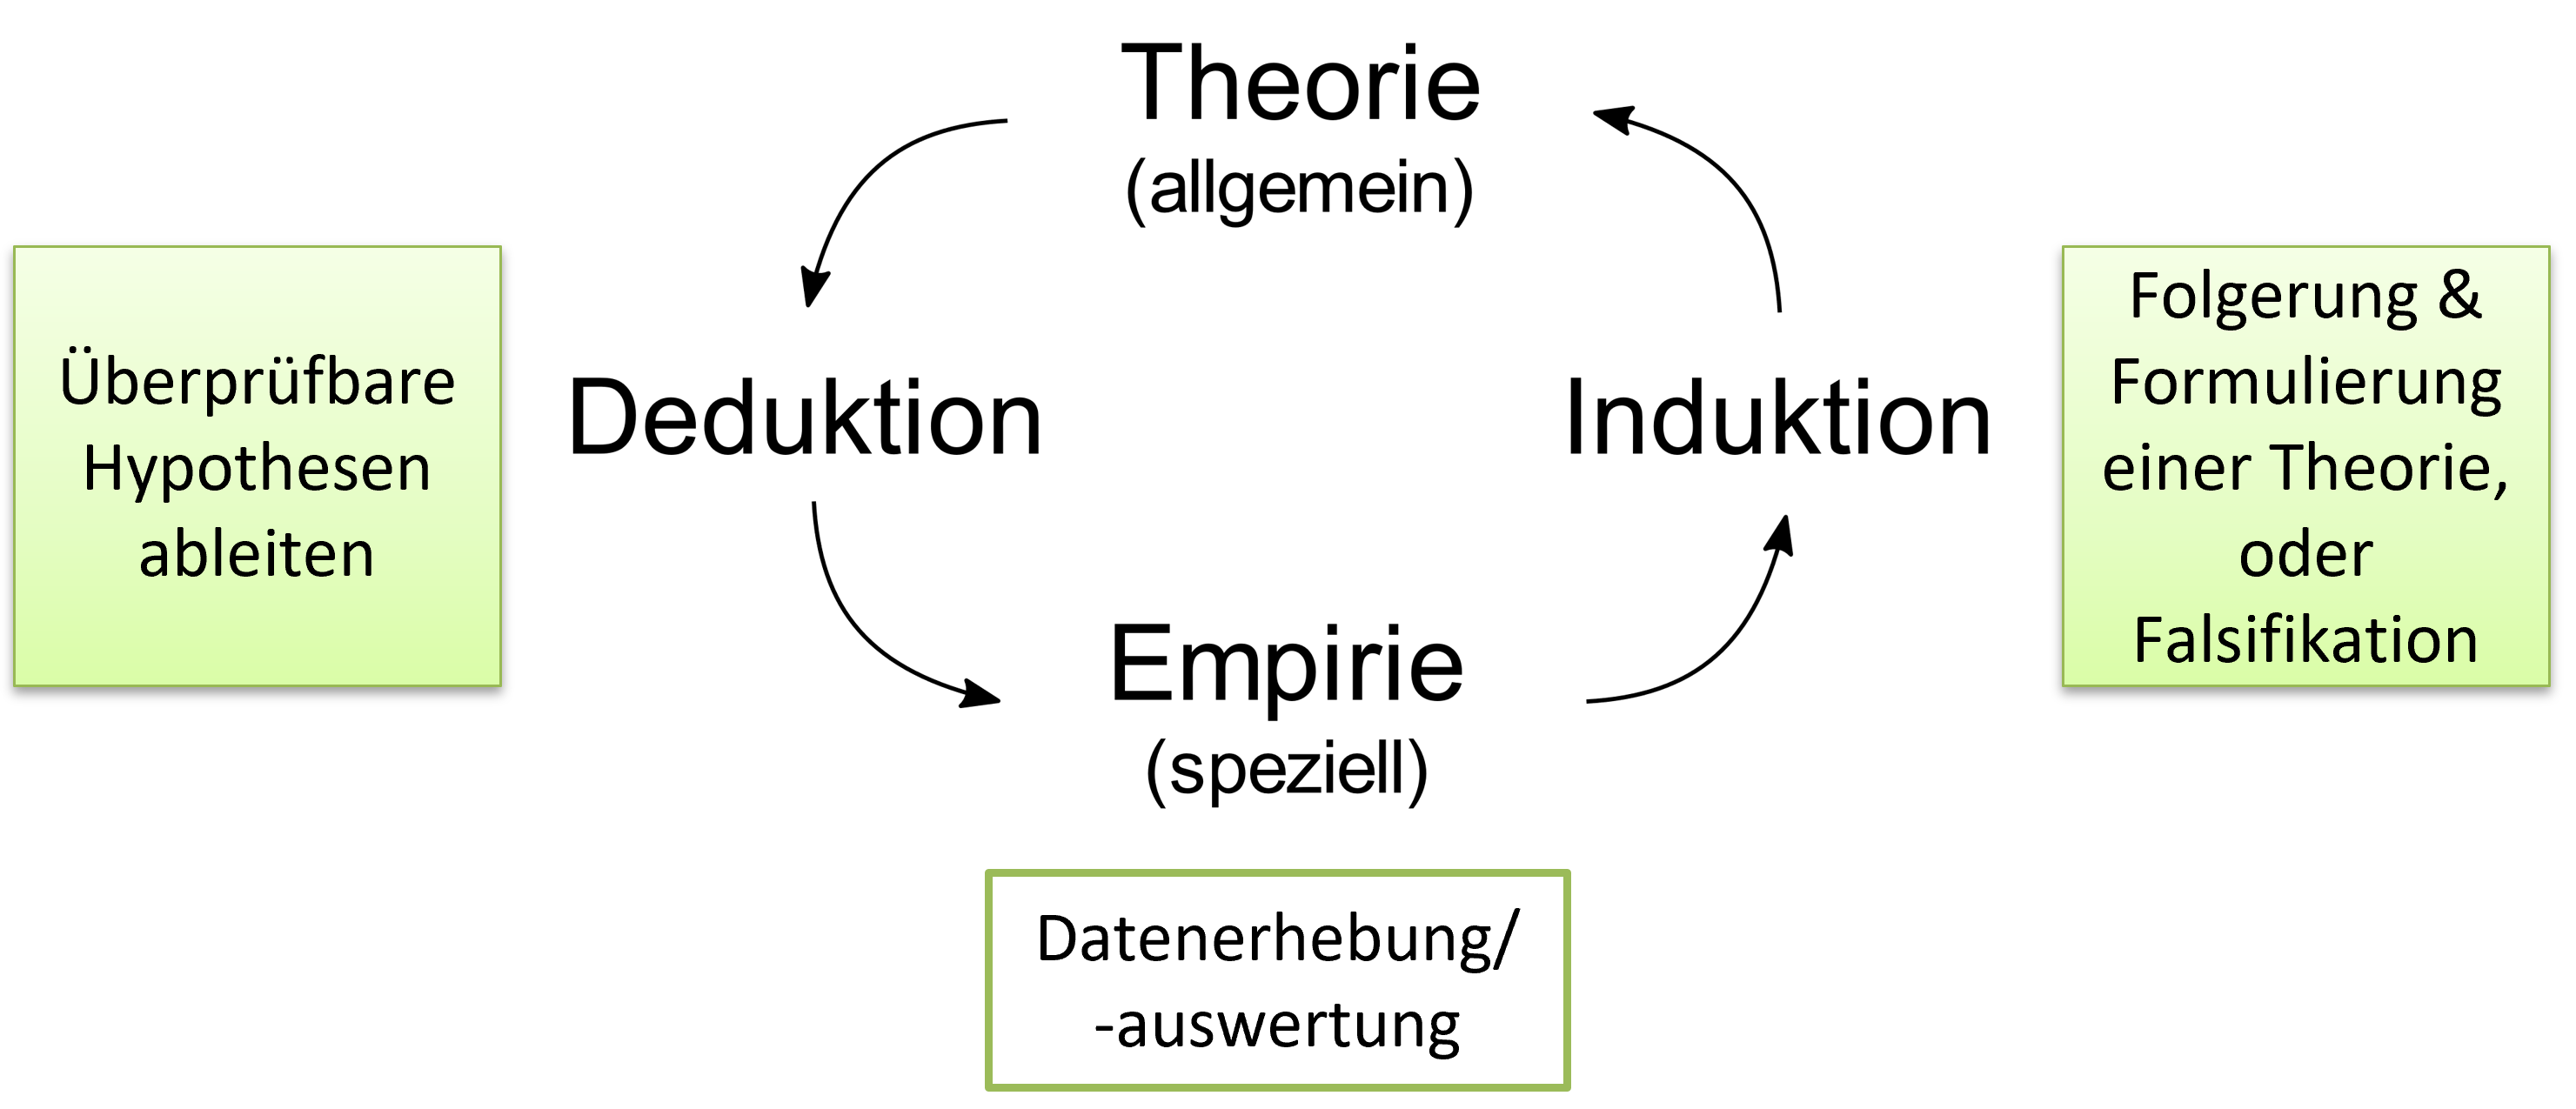 Theorie
(allgemein)
Überprüfbare
Hypothesen
ableiten
Deduktion
Induktion
Folgerung &
Formulierung
einer Theorie,
oder
Falsifikation
Empirie
(speziell)
Datenerhebung/
-auswertung